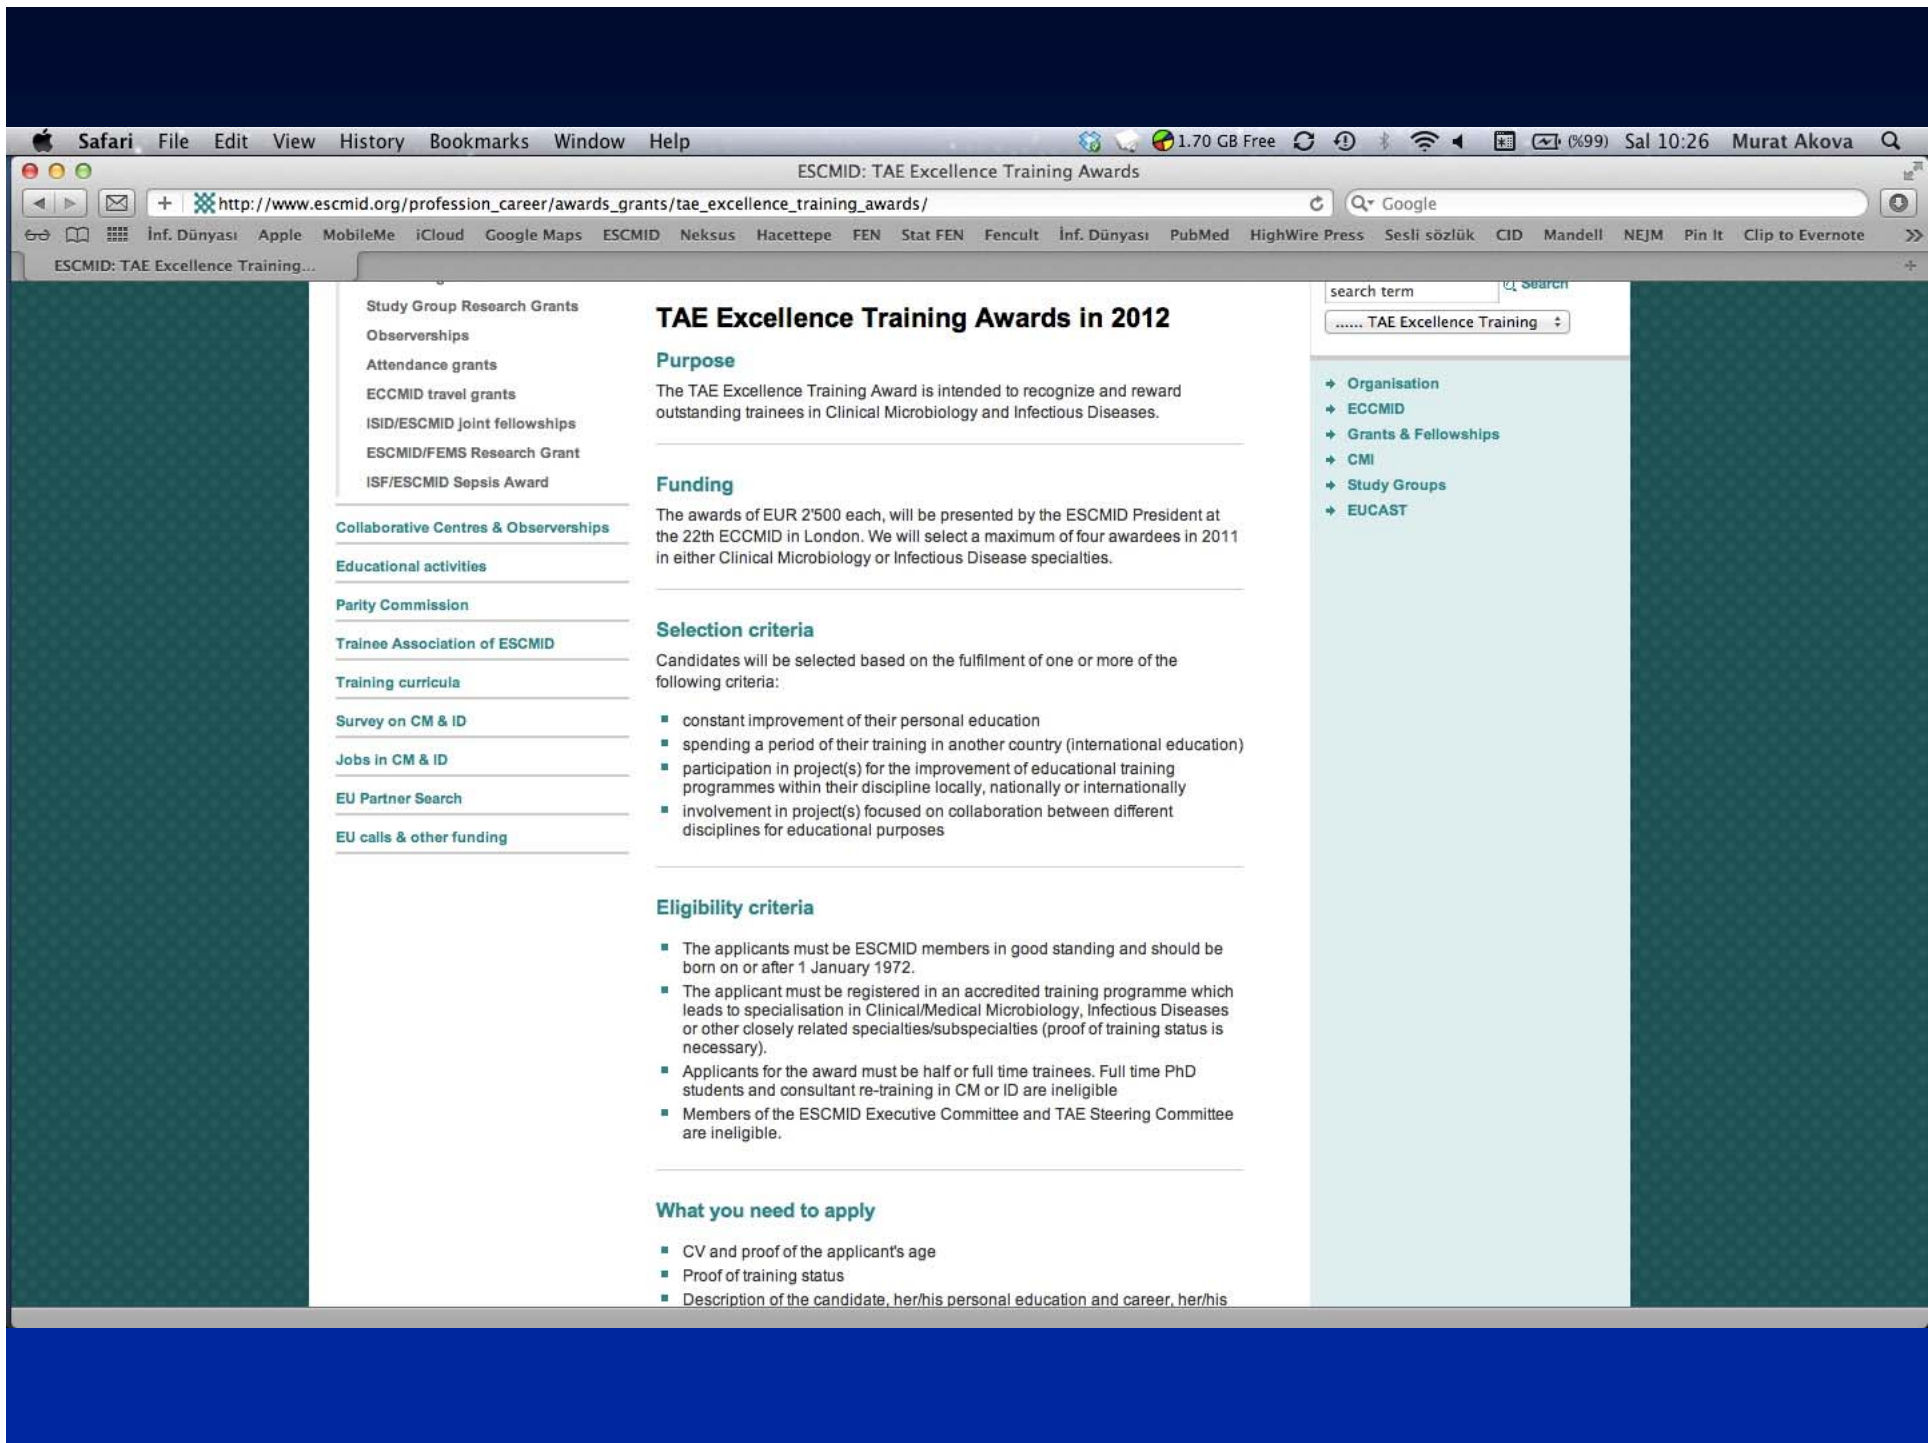 Safari File Edit View History Bookmarks Window Help 1.70 GB Free (%99) Sal 10:26 Murat Akova
ESCMID: TAE Excellence Training Awards
http://www.escmid.org/profession_career/awards_grants/tae_excellence_training_awards/ Google
İnf. Dünyası Apple MobileMe iCloud Google Maps ESCMID Neksus Hacettepe FEN Stat FEN Fencult İnf. Dünyası PubMed HighWire Press Sesli sözlük CID Mandell NEJM Pin It Clip to Evernote
ESCMID: TAE Excellence Training...
Study Group Research Grants
Observerships
Attendance grants
ECCMID travel grants
ISID/ESCMID joint fellowships
ESCMID/FEMS Research Grant
ISF/ESCMID Sepsis Award
Collaborative Centres & Observerships
Educational activities
Parity Commission
Trainee Association of ESCMID
Training curricula
Survey on CM & ID
Jobs in CM & ID
EU Partner Search
EU calls & other funding
TAE Excellence Training Awards in 2012
Purpose
The TAE Excellence Training Award is intended to recognize and reward
outstanding trainees in Clinical Microbiology and Infectious Diseases.
Funding
The awards of EUR 2'500 each, will be presented by the ESCMID President at
the 22th ECCMID in London. We will select a maximum of four awardees in 2011
in either Clinical Microbiology or Infectious Disease specialties.
Selection criteria
Candidates will be selected based on the fulfilment of one or more of the
following criteria:
constant improvement of their personal education
spending a period of their training in another country (international education)
participation in project(s) for the improvement of educational training
programmes within their discipline locally, nationally or internationally
involvement in project(s) focused on collaboration between different
disciplines for educational purposes
Eligibility criteria
The applicants must be ESCMID members in good standing and should be
born on or after 1 January 1972.
The applicant must be registered in an accredited training programme which
leads to specialisation in Clinical/Medical Microbiology, Infectious Diseases
or other closely related specialties/subspecialties (proof of training status is
necessary).
Applicants for the award must be half or full time trainees. Full time PhD
students and consultant re-training in CM or ID are ineligible
Members of the ESCMID Executive Committee and TAE Steering Committee
are ineligible.
What you need to apply
CV and proof of the applicant's age
Proof of training status
Description of the candidate, her/his personal education and career, her/his
search term Search
...... TAE Excellence Training
Organisation
ECCMID
Grants & Fellowships
CMI
Study Groups
EUCAST